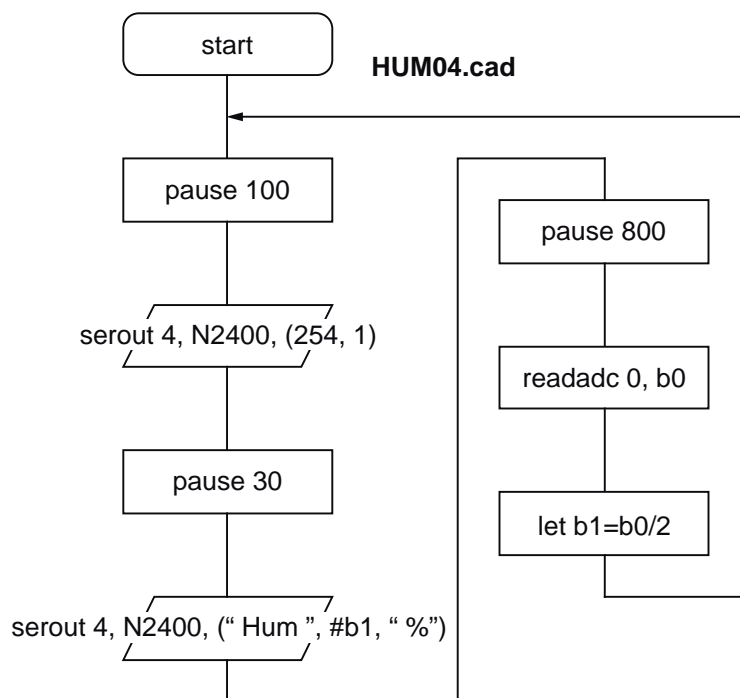 start
HUM04.cad
pause 100
serout 4, N2400, (254, 1)
pause 30
serout 4, N2400, (“ Hum ”, #b1, “ %”)
pause 800
readadc 0, b0
let b1=b0/2